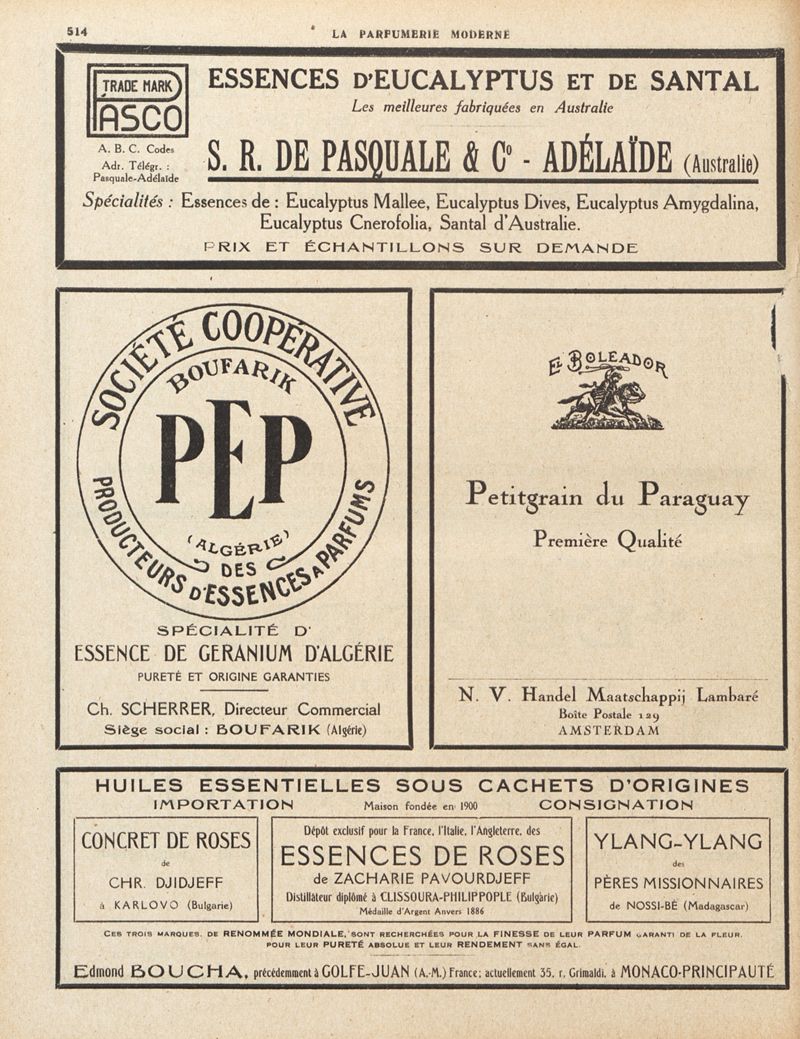 514
LA PARFUMERIE MODERNE
TRADE MARK
PASCO
A. B. C. Codes
Adr. Télégr. :
Pasquale-Adélaïde
ESSENCES D'EUCALYPTUS ET DE SANTAL
Les meilleures fabriquées en Australie
S. R. DE PASQUALE & Cº - ADÉLAÏDE (Australie)
Spécialités : Essences de : Eucalyptus Mallee, Eucalyptus Dives, Eucalyptus Amygdalina,
Eucalyptus Cnerofolia, Santal d'Australie.
PRIX ET ÉCHANTILLONS SUR DEMANDE
SOCIÉTÉ COOPÉRATIVE
BOUFARIK
PEP
(ALGÉRIE)
DES
PRODUCTEURS D'ESSENCES A PARFUMS
SPÉCIALITÉ D'
ESSENCE DE GERANIUM D'ALGÉRIE
PURETÉ ET ORIGINE GARANTIES
Ch. SCHERRER, Directeur Commercial
Siège social : BOUFARIK (Algérie)
EL BOLEADOR
Petitgrain du Paraguay
Première Qualité
N. V. Handel Maatschappij Lambaré
Boîte Postale 129
AMSTERDAM
HUILES ESSENTIELLES SOUS CACHETS D'ORIGINES
IMPORTATION Maison fondée en 1900 CONSIGNATION
CONCRET DE ROSES
de
CHR. DJIDJEFF
à KARLOVO (Bulgarie)
Dépôt exclusif pour la France, l'Italie, l'Angleterre, des
ESSENCES DE ROSES
de ZACHARIE PAVOURDJEFF
Distillateur diplômé à CLISSOURA-PHILIPPOPLE (Bulgarie)
Médaille d'Argent Anvers 1886
YLANG-YLANG
des
PÈRES MISSIONNAIRES
de NOSSI-BÉ (Madagascar)
CES TROIS MARQUES, DE RENOMMÉE MONDIALE, SONT RECHERCHÉES POUR LA FINESSE DE LEUR PARFUM GARANTI DE LA FLEUR,
POUR LEUR PURETÉ ABSOLUE ET LEUR RENDEMENT SANS ÉGAL.
Edmond BOUCHA, précédemment à GOLFE-JUAN (A.-M.) France; actuellement 35, r. Grimaldi, à MONACO-PRINCIPAUTÉ